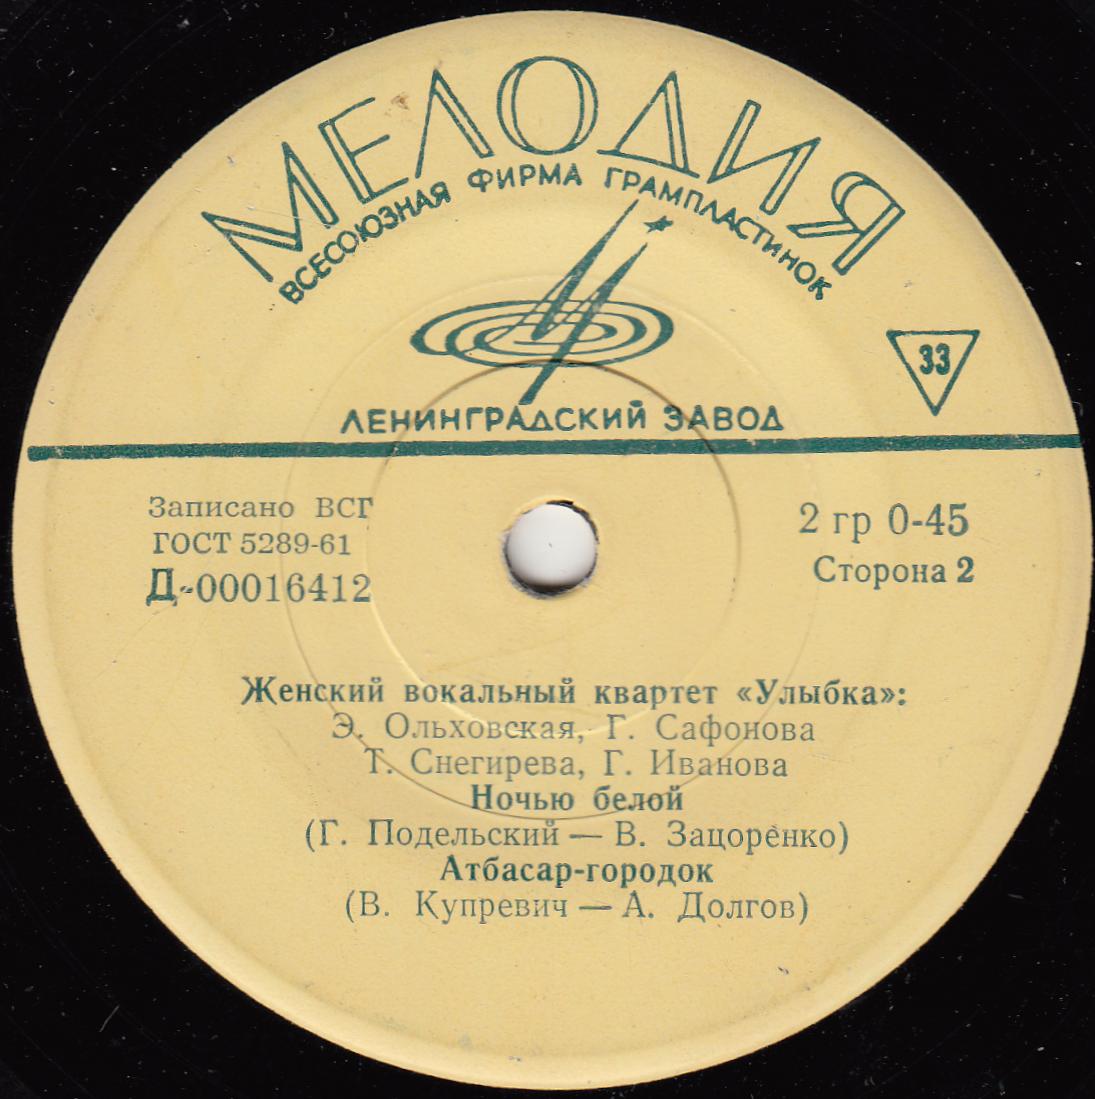 МЕЛОДИЯ
ВСЕСОЮЗНАЯ ФИРМА ГРАМПЛАСТИНОК
33
ЛЕНИНГРАДСКИЙ ЗАВОД
Записано ВСГ
ГОСТ 5289-61
Д-00016412
2 гр 0-45
Сторона 2
Женский вокальный квартет «Улыбка»:
Э. Ольховская, Г. Сафонова
Т. Снегирева, Г. Иванова
Ночью белой
(Г. Подельский — В. Зацоренко)
Атбасар-городок
(В. Купревич — А. Долгов)